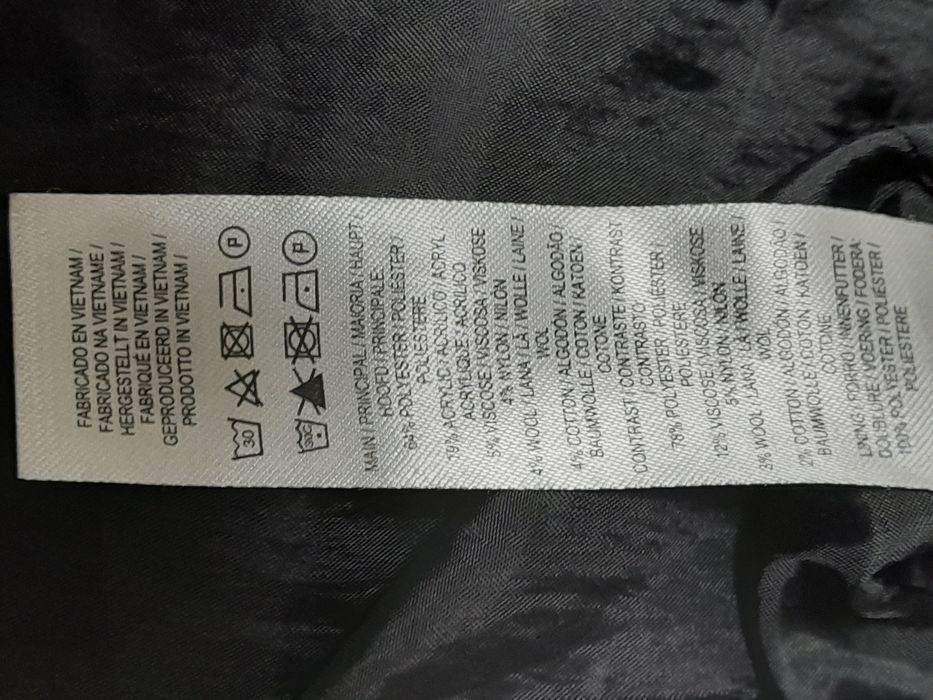 FABRICADO EN VIETNAM /
FABRICADO NA VIETNAME /
HERGESTELLT IN VIETNAM /
FABRIQUÉ EN VIETNAM /
GEPRODUCEERD IN VIETNAM /
PRODOTTO IN VIETNAM /
30 P
30C P
MAIN / PRINCIPAL / MAIORIA / HAUPT
HOOFD / PRINCIPALE
64% POLYESTER / POLIÉSTER /
POLIESTERE
19% ACRYLIC ACRÍLICO / ACRYL /
ACRYLIQUE ACRILICO
5% VISCOSE / VISCOSA / VISKOSE
4% NYLON / NILON
4% WOOL / LANA / LÃ / WOLLE / LAINE /
WOL
4% COTTON / ALGODÓN / ALGODÃO /
BAUMWOLLE / COTON / KATOEN /
COTONE
CONTRAST / CONTRASTE / KONTRAST
/ CONTRASTO
78% POLYESTER POLIÉSTER /
POLIESTERE
12% VISCOSE / VISCOSA / VISKOSE
5% NYLON / NILON
3% WOOL / LANA / LÃ / WOLLE / LAINE /
WOL
2% COTTON / ALGODÓN ALGODÃO /
BAUMWOLLE / COTON KATOEN /
COTONE
LINING / FORRO / INNENFUTTER /
DOUBLURE / VOERING / FODERA:
100% POLYESTER / POLIÉSTER /
POLIESTERE